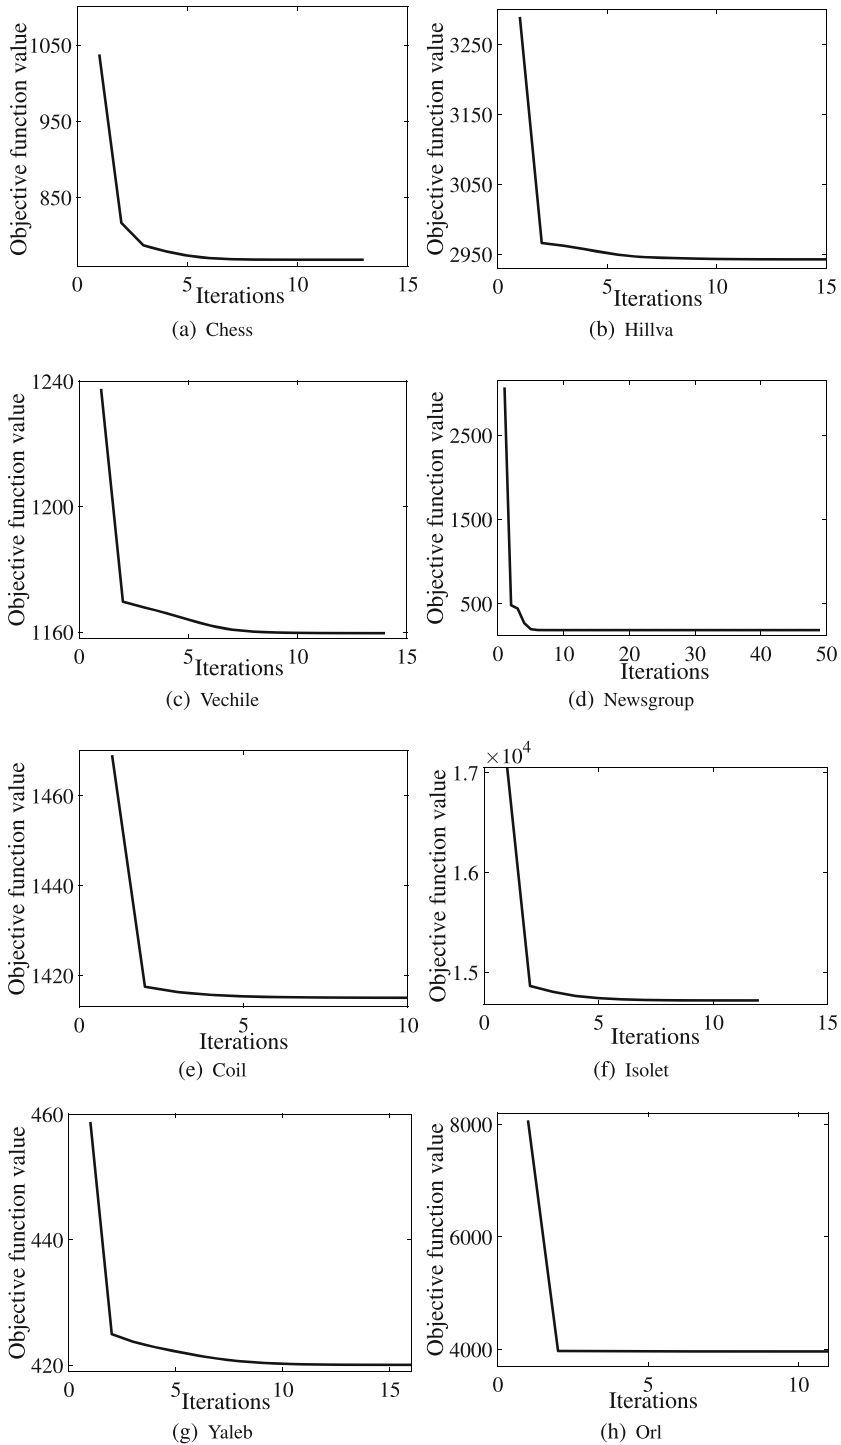 Objective function value
1050
950
850
0
5
10
15
Iterations
(a) Chess
Objective function value
3250
3150
3050
2950
0
5
10
15
Iterations
(b) Hillva
Objective function value
1240
1200
1160
0
5
10
15
Iterations
(c) Vechile
Objective function value
2500
1500
500
0
10
20
30
40
50
Iterations
(d) Newsgroup
Objective function value
1460
1440
1420
0
5
10
Iterations
(e) Coil
×10⁴
Objective function value
1.7
1.6
1.5
0
5
10
15
Iterations
(f) Isolet
Objective function value
460
440
420
0
5
10
15
Iterations
(g) Yaleb
Objective function value
8000
6000
4000
0
5
10
Iterations
(h) Orl